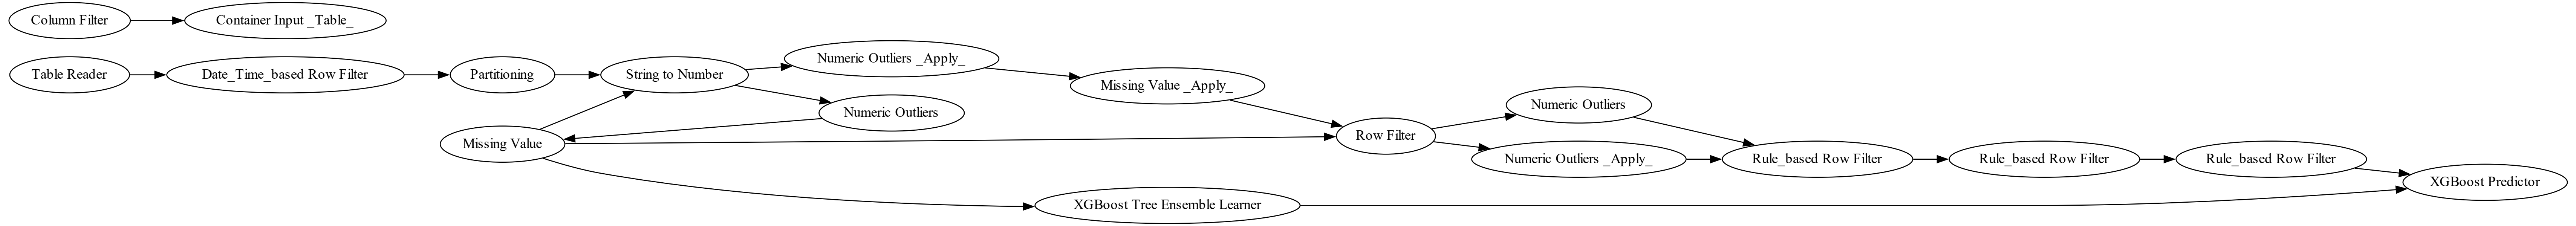 Column Filter
Container Input _Table_
Table Reader
Date_Time_based Row Filter
Partitioning
String to Number
Numeric Outliers _Apply_
Missing Value _Apply_
Numeric Outliers
Missing Value
Row Filter
Numeric Outliers
Numeric Outliers _Apply_
Rule_based Row Filter
Rule_based Row Filter
Rule_based Row Filter
XGBoost Predictor
XGBoost Tree Ensemble Learner